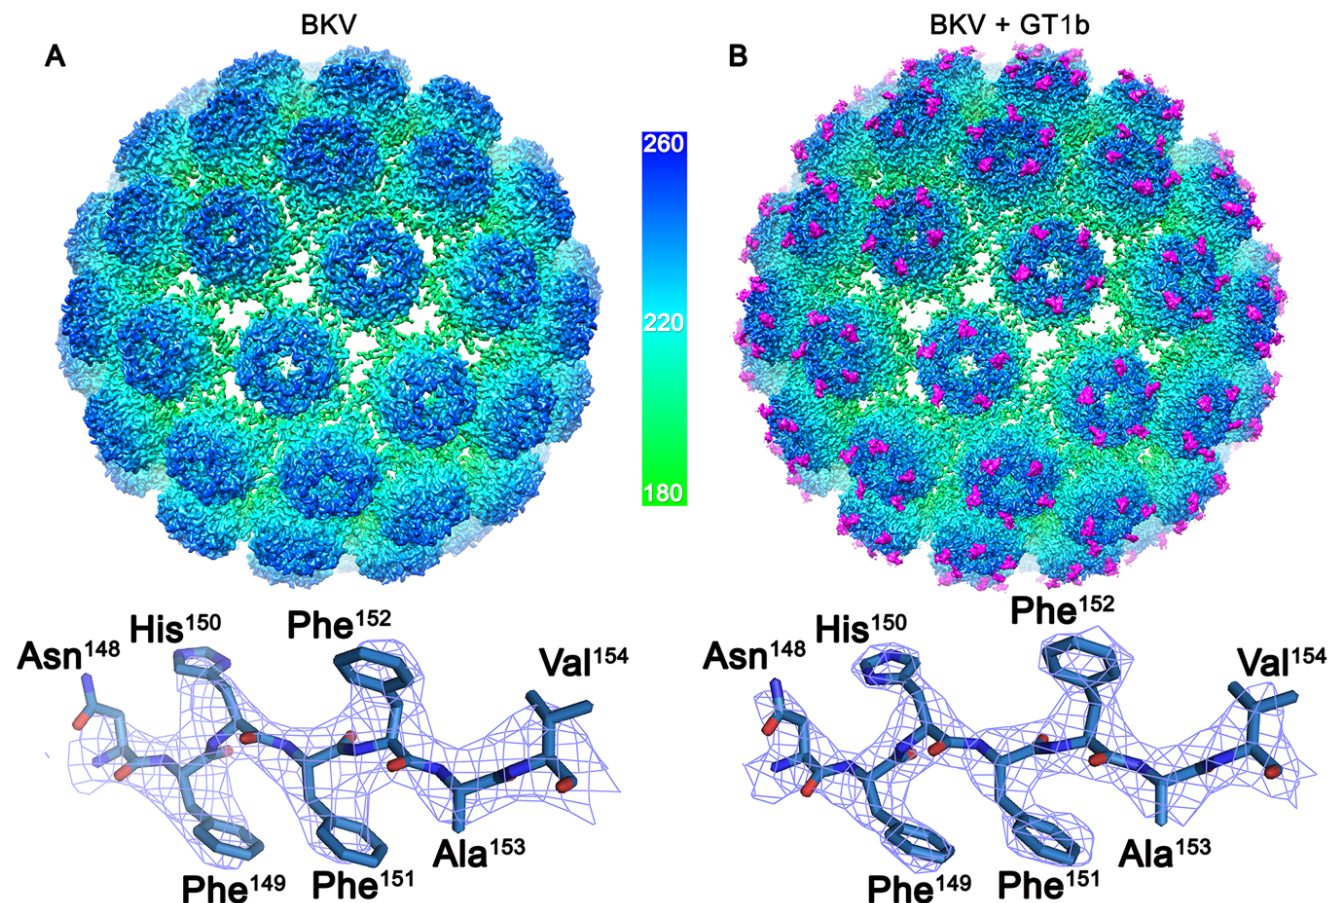 BKV
BKV + GT1b
A
B
260
220
180
Asn148
His150
Phe152
Val154
Phe149
Phe151
Ala153
Asn148
His150
Phe152
Val154
Phe149
Phe151
Ala153